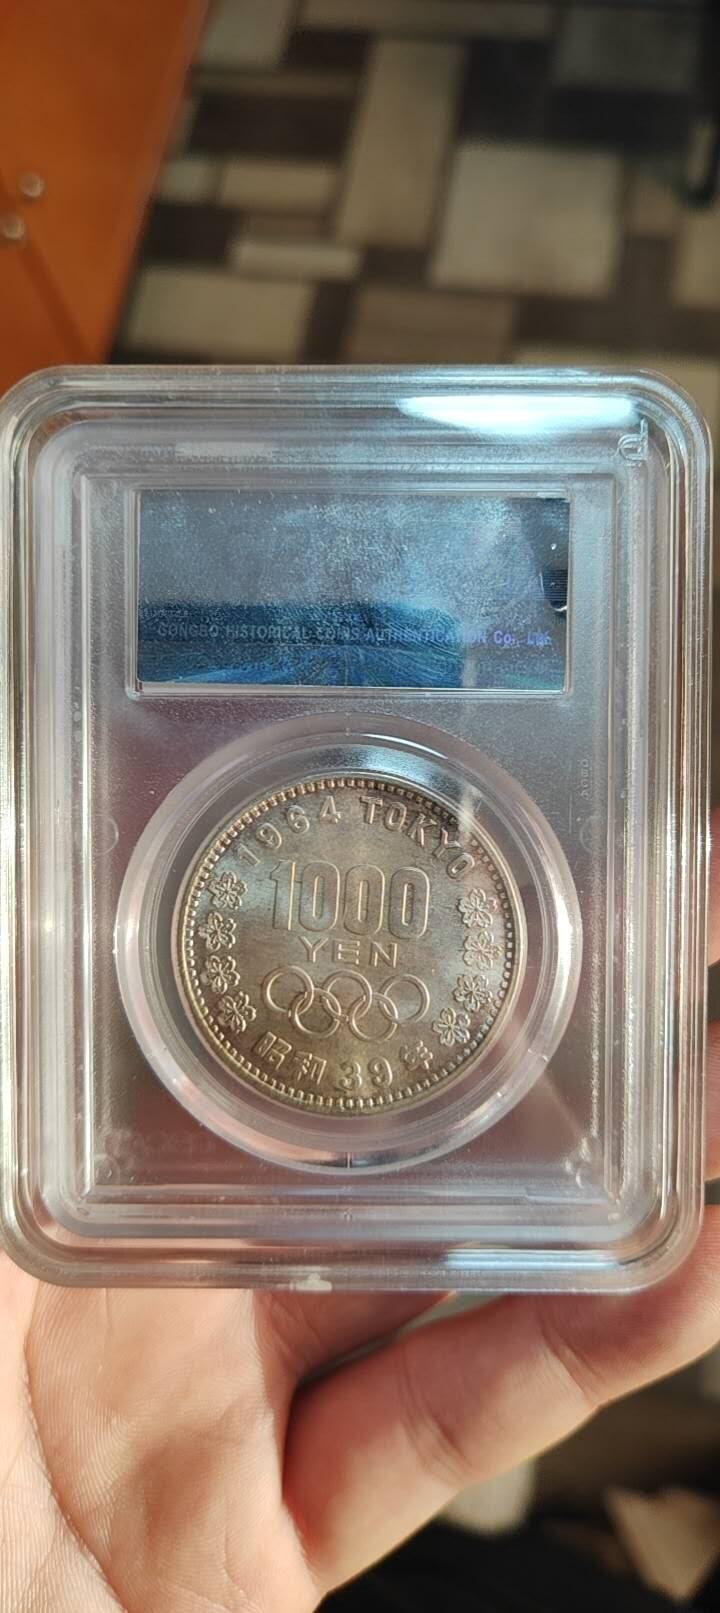 GONGBO HISTORICAL COINS AUTHENTICATION Co., Ltd.
1964 TOKYO
1000
YEN
昭和39年